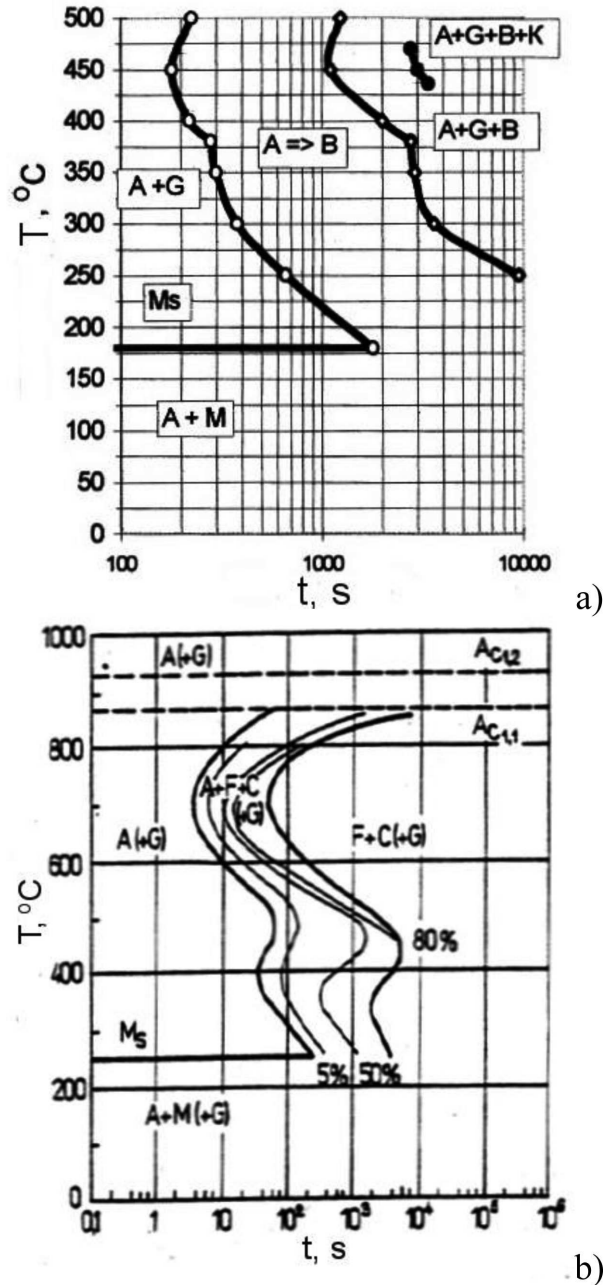 500
450
400
350
300
250
200
150
100
75
50
0
T, °C
A+G+B+K
A+G+B
A => B
A +G
Ms
A + M
100
1000
10000
t, s
a)
1000
800
600
400
200
0
T, °C
A(+G)
AC1,2
AC1,1
A+F+C
(+G)
A(+G)
F+C(+G)
80%
MS
5%
50%
A+M(+G)
0,1
1
10
10²
10³
10⁴
10⁵
10⁶
t, s
b)